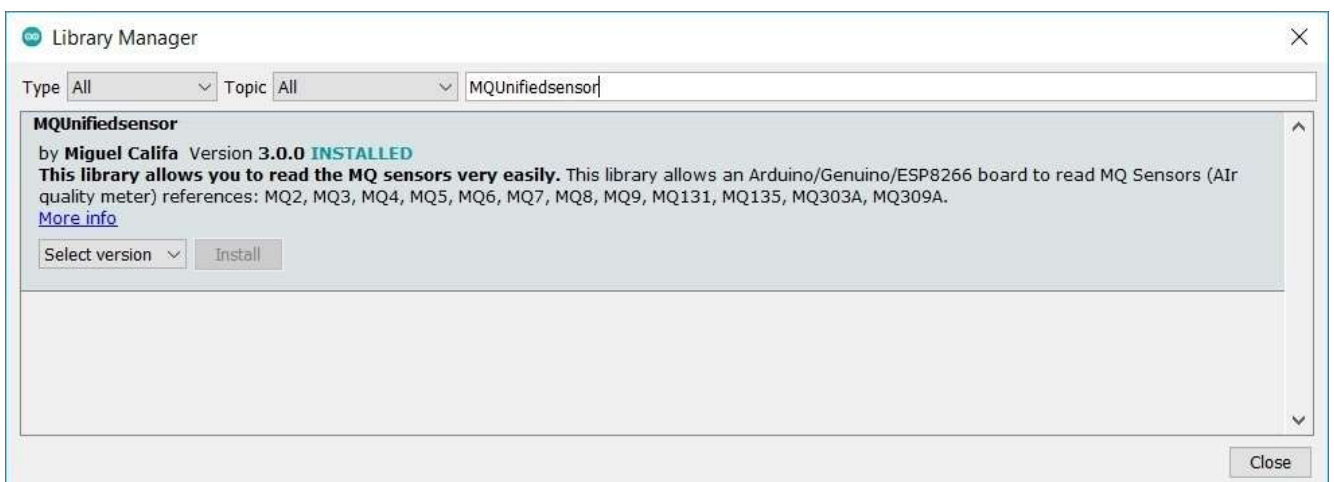 Library Manager
Type All Topic All MQUnifiedsensor
MQUnifiedsensor
by Miguel Califa Version 3.0.0 INSTALLED
This library allows you to read the MQ sensors very easily. This library allows an Arduino/Genuino/ESP8266 board to read MQ Sensors (AIr
quality meter) references: MQ2, MQ3, MQ4, MQ5, MQ6, MQ7, MQ8, MQ9, MQ131, MQ135, MQ303A, MQ309A.
More info
Select version Install
Close